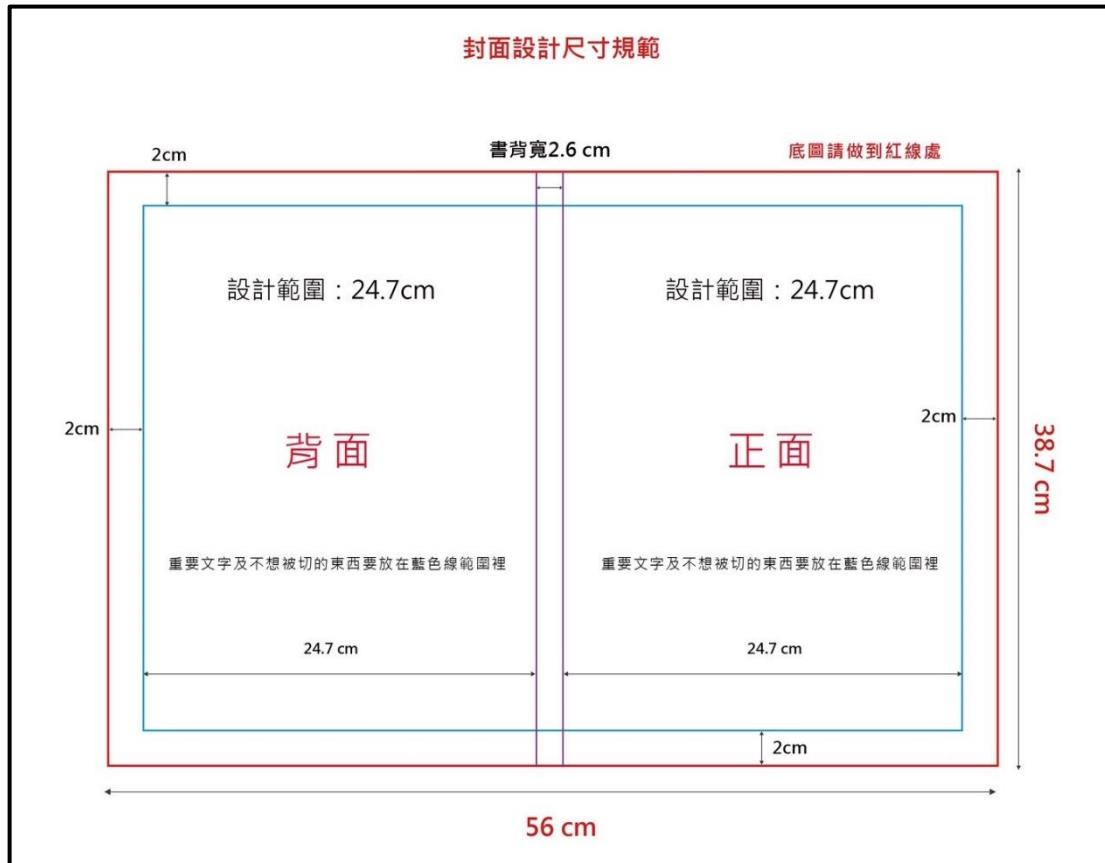 封面設計尺寸規範
2cm
書背寬2.6 cm
底圖請做到紅線處
設計範圍：24.7cm
設計範圍：24.7cm
2cm
背面
正面
2cm
38.7 cm
重要文字及不想被切的東西要放在藍色線範圍裡
重要文字及不想被切的東西要放在藍色線範圍裡
24.7 cm
24.7 cm
2cm
56 cm